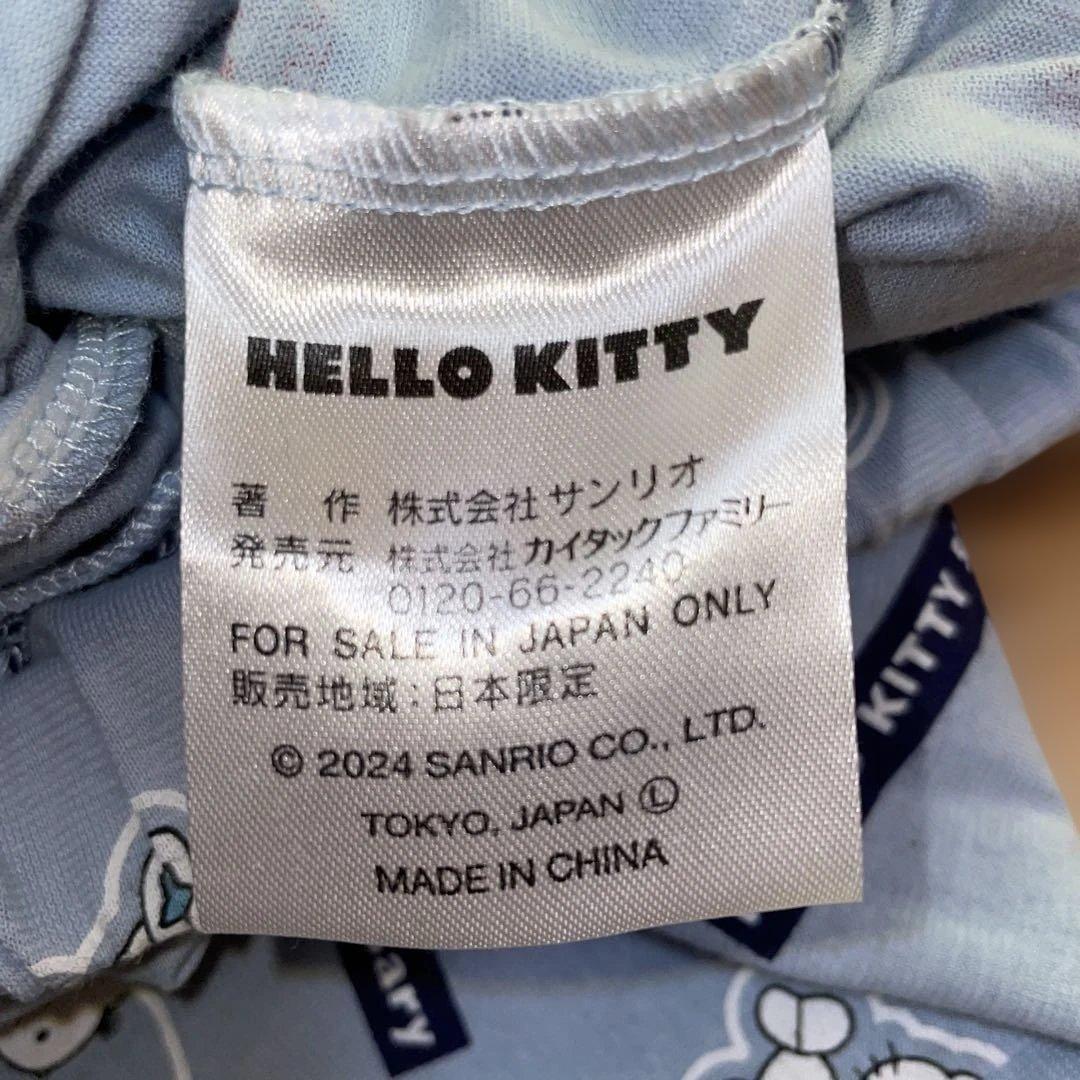 HELLO KITTY
著 作 株式会社サンリオ
発売元 株式会社カイタックファミリー
0120-66-2240
FOR SALE IN JAPAN ONLY
販売地域：日本限定
© 2024 SANRIO CO., LTD.
TOKYO, JAPAN Ⓛ
MADE IN CHINA
KITTY
ary